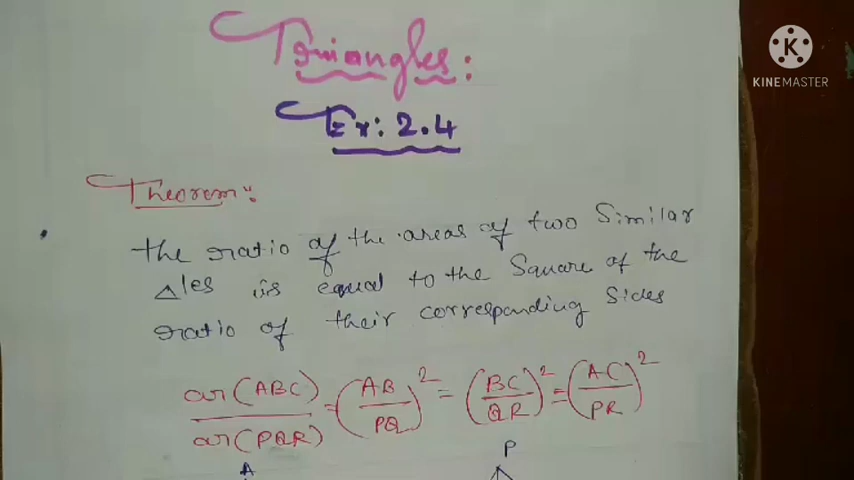 Triangles:
Ex: 2.4
Theorem:
The ratio of the areas of two Similar
△les is equal to the Square of the
ratio of their corresponding Sides
ar(ABC)/ar(PQR) = (AB/PQ)² = (BC/QR)² = (AC/PR)²
A P
K
KINEMASTER